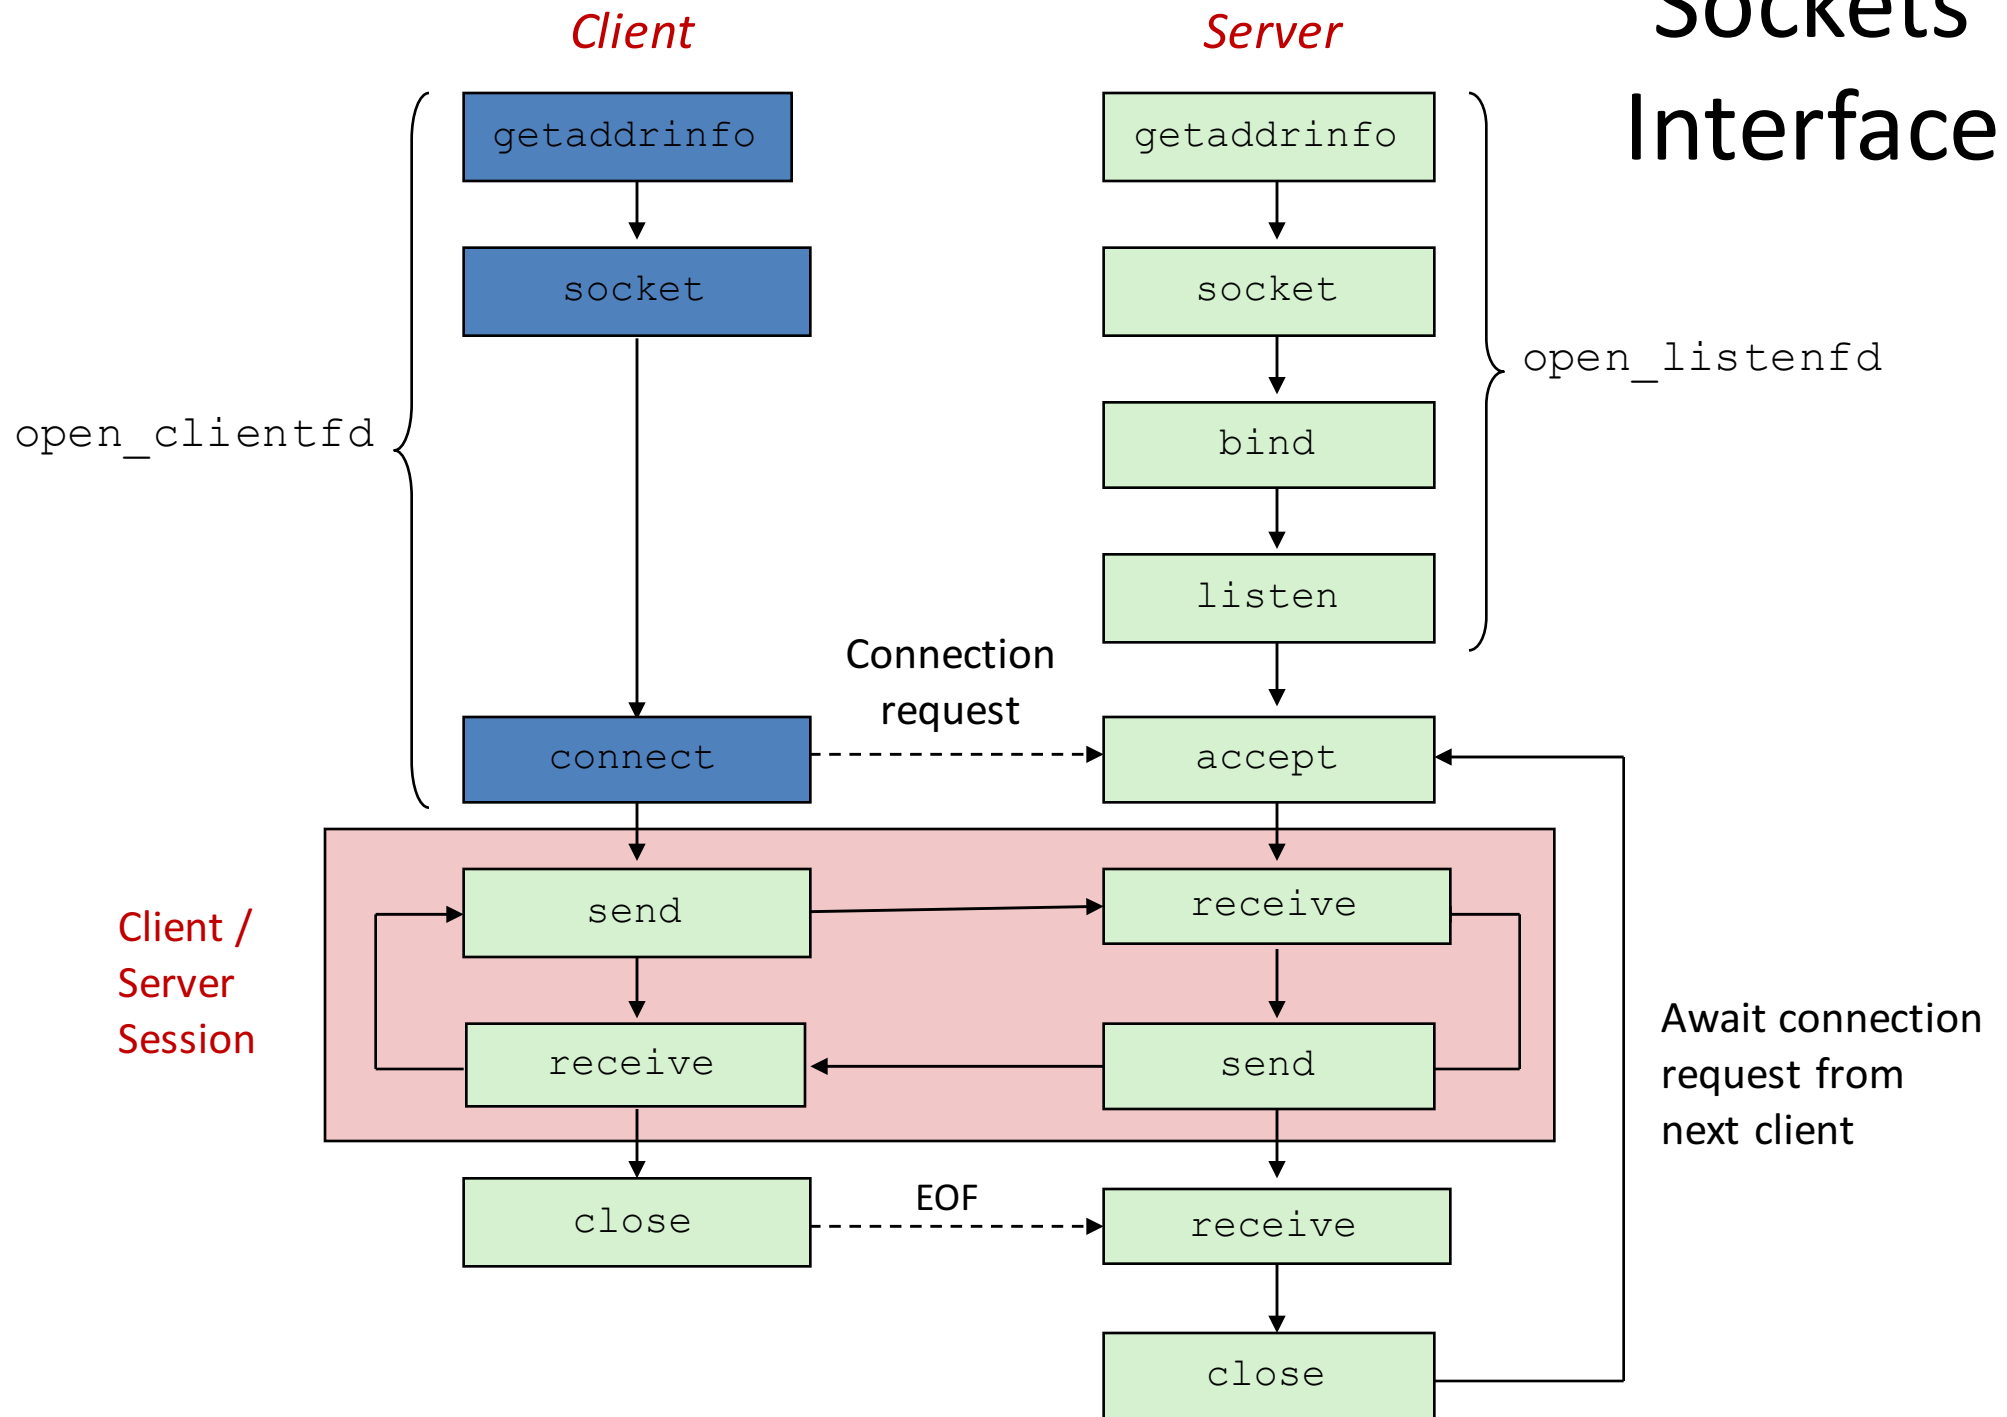 Sockets
Interface
Client
Server
getaddrinfo
getaddrinfo
socket
socket
open_listenfd
open_clientfd
bind
listen
Connection
request
connect
accept
Client /
Server
Session
send
receive
receive
send
Await connection
request from
next client
close
EOF
receive
close